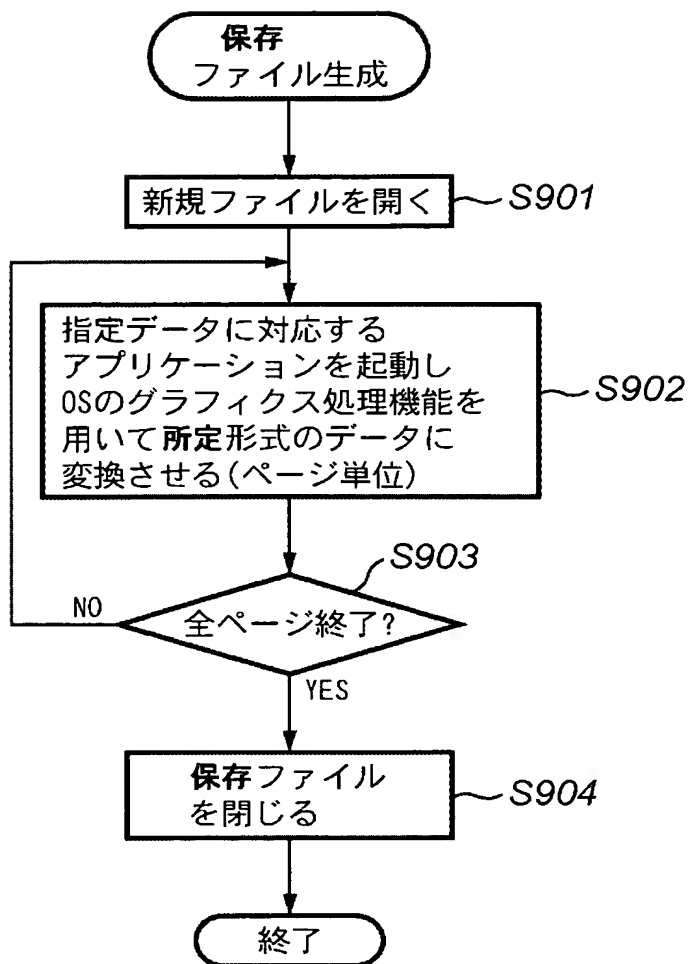 保存
ファイル生成
新規ファイルを開く
S901
指定データに対応する
アプリケーションを起動し
OSのグラフィクス処理機能を
用いて所定形式のデータに
変換させる(ページ単位)
S902
S903
全ページ終了?
NO
YES
保存ファイル
を閉じる
S904
終了